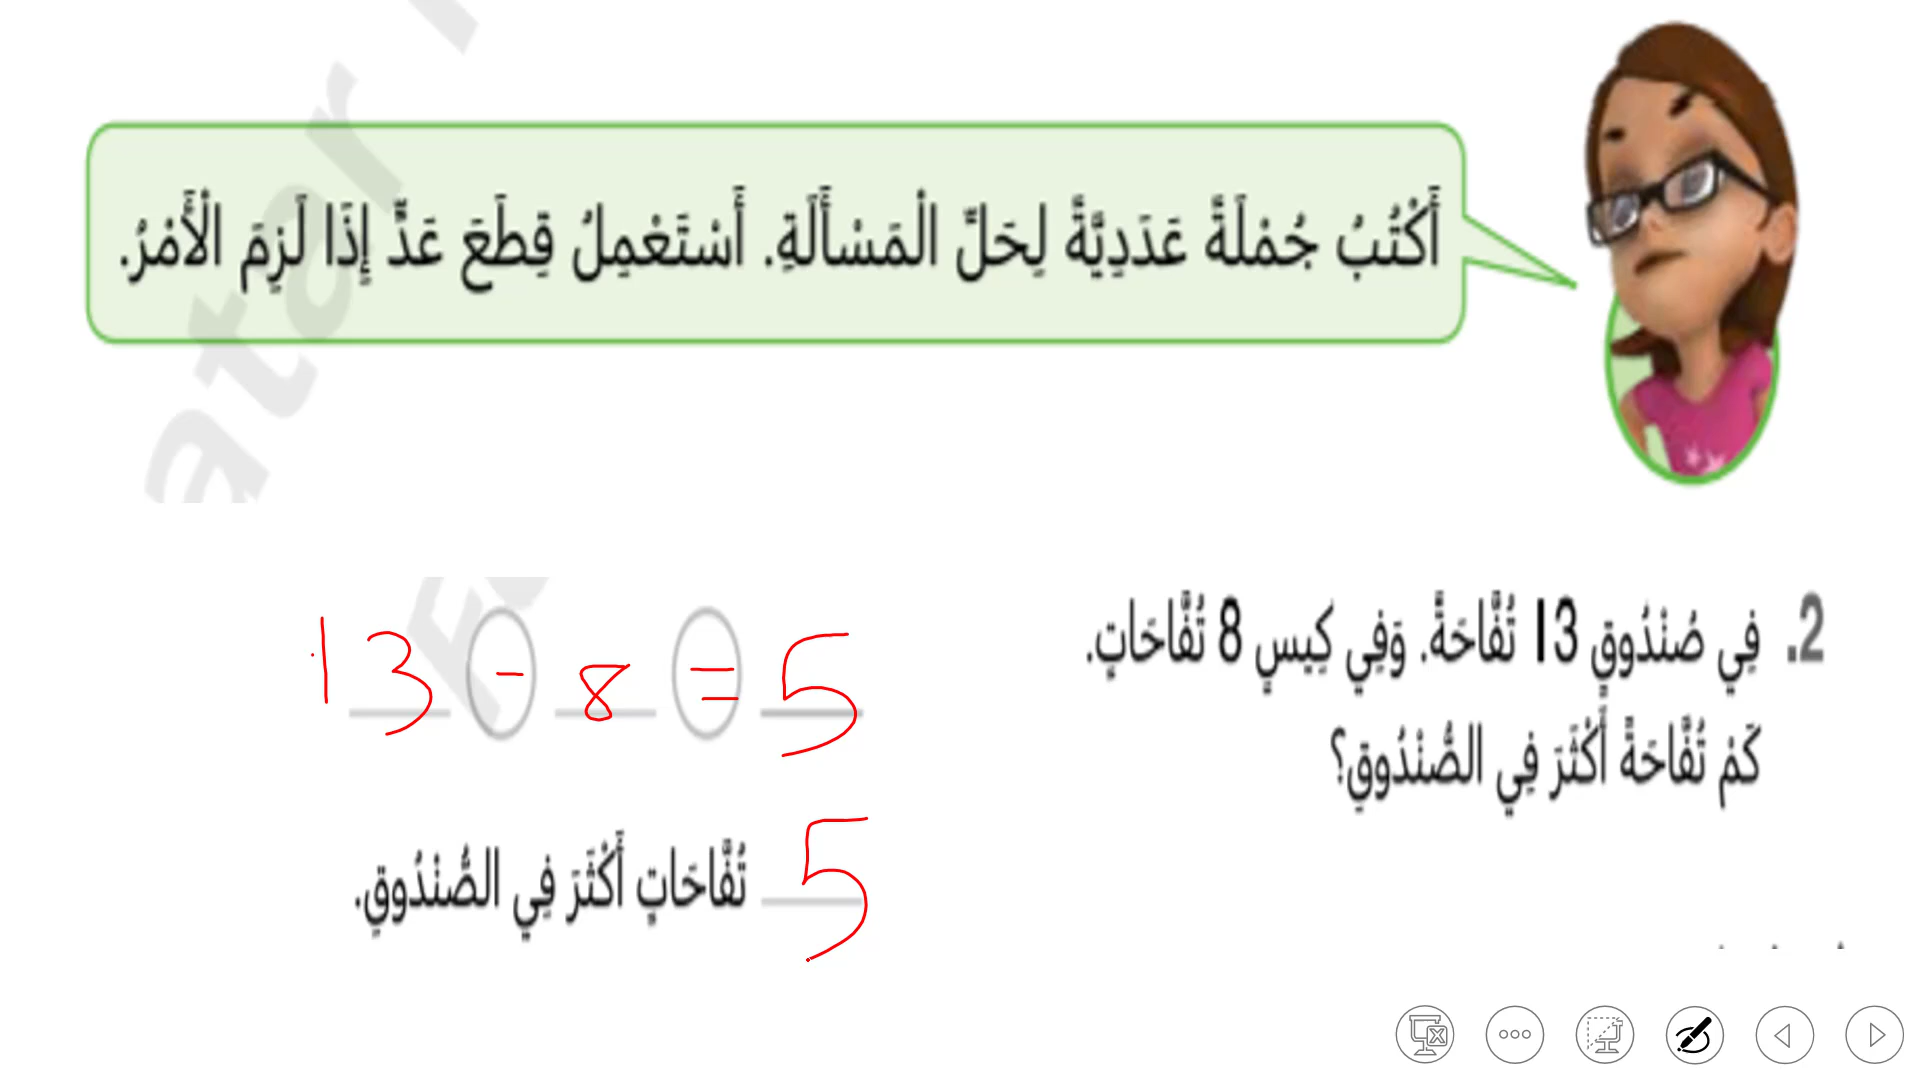 أَكْتُبُ جُمْلَةً عَدَدِيَّةً لِحَلِّ الْمَسْأَلَةِ. أَسْتَعْمِلُ قِطَعَ عَدٍّ إِذَا لَزِمَ الْأَمْرُ.
2. فِي صُنْدُوقٍ 13 تُفَّاحَةً. وَفِي كِيسٍ 8 تُفَّاحَاتٍ.
كَمْ تُفَّاحَةً أَكْثَرَ فِي الصُّنْدُوقِ؟
13 - 8 = 5
5 تُفَّاحَاتٍ أَكْثَرَ فِي الصُّنْدُوقِ.